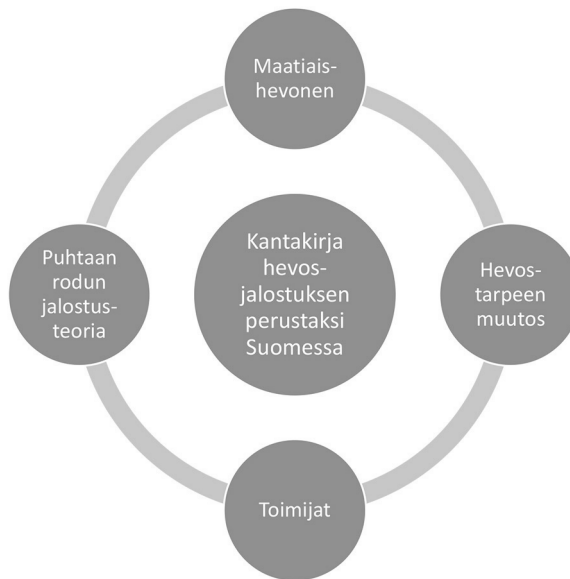 Maatiais-
hevonen
Puhtaan
rodun
jalostus-
teoria
Kantakirja
hevos-
jalostuksen
perustaksi
Suomessa
Hevos-
tarpeen
muutos
Toimijat